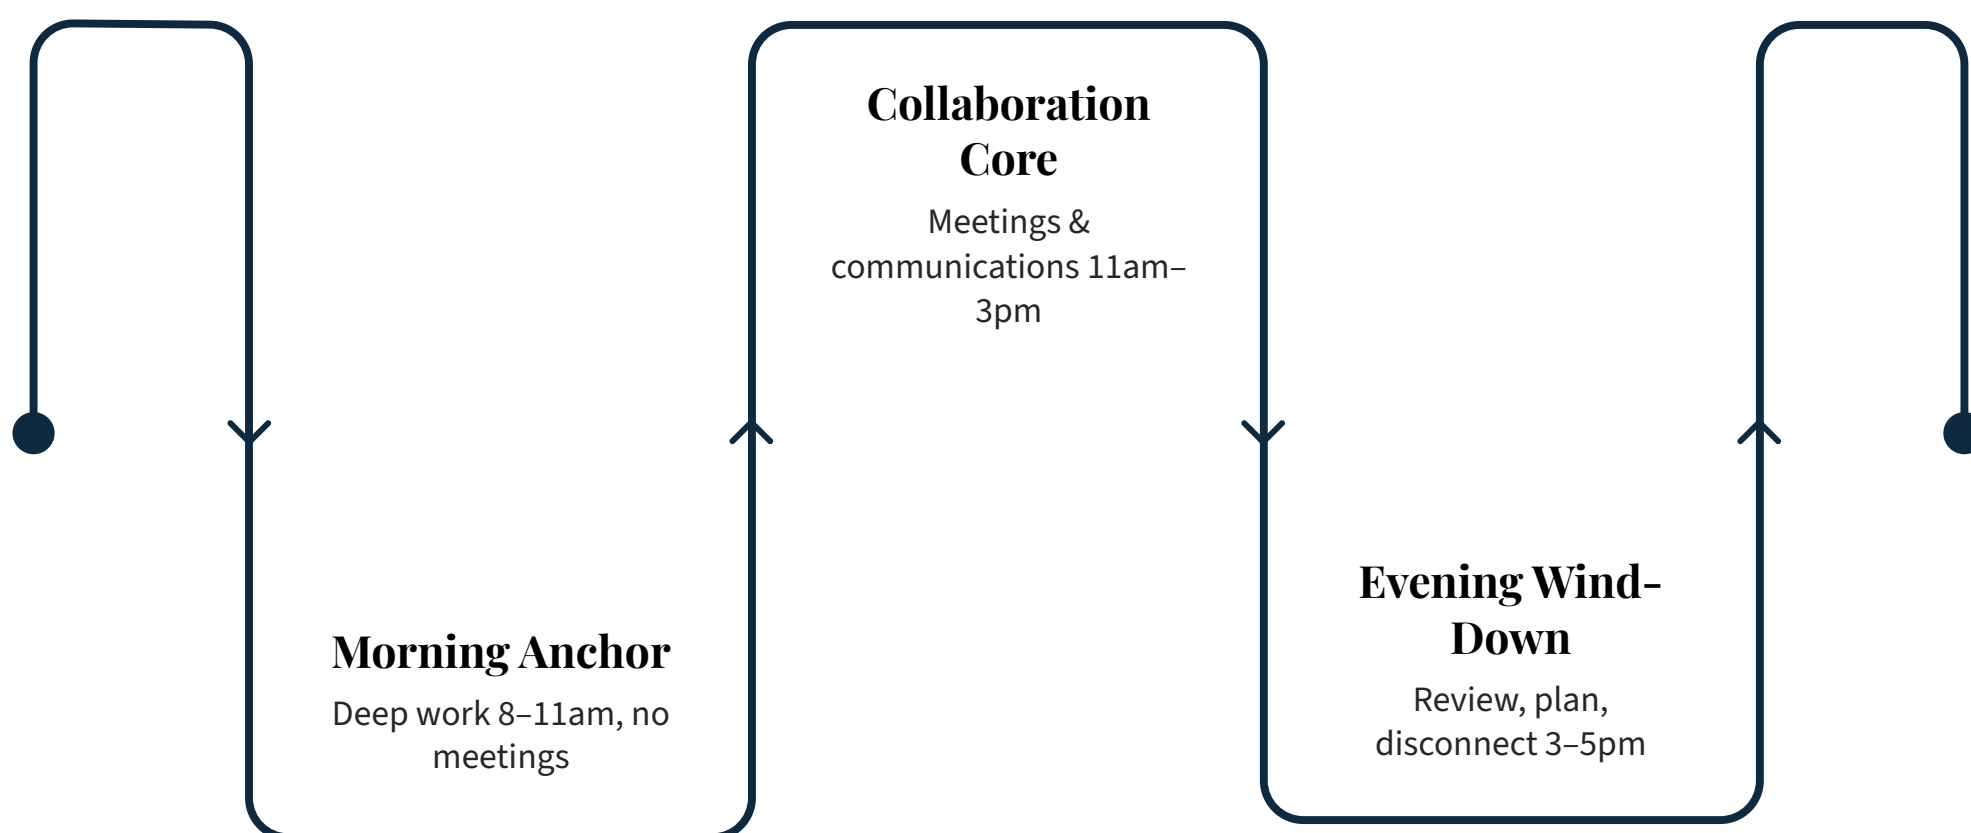 Morning Anchor
Deep work 8–11am, no
meetings
Collaboration
Core
Meetings &
communications 11am–
3pm
Evening Wind-
Down
Review, plan,
disconnect 3–5pm